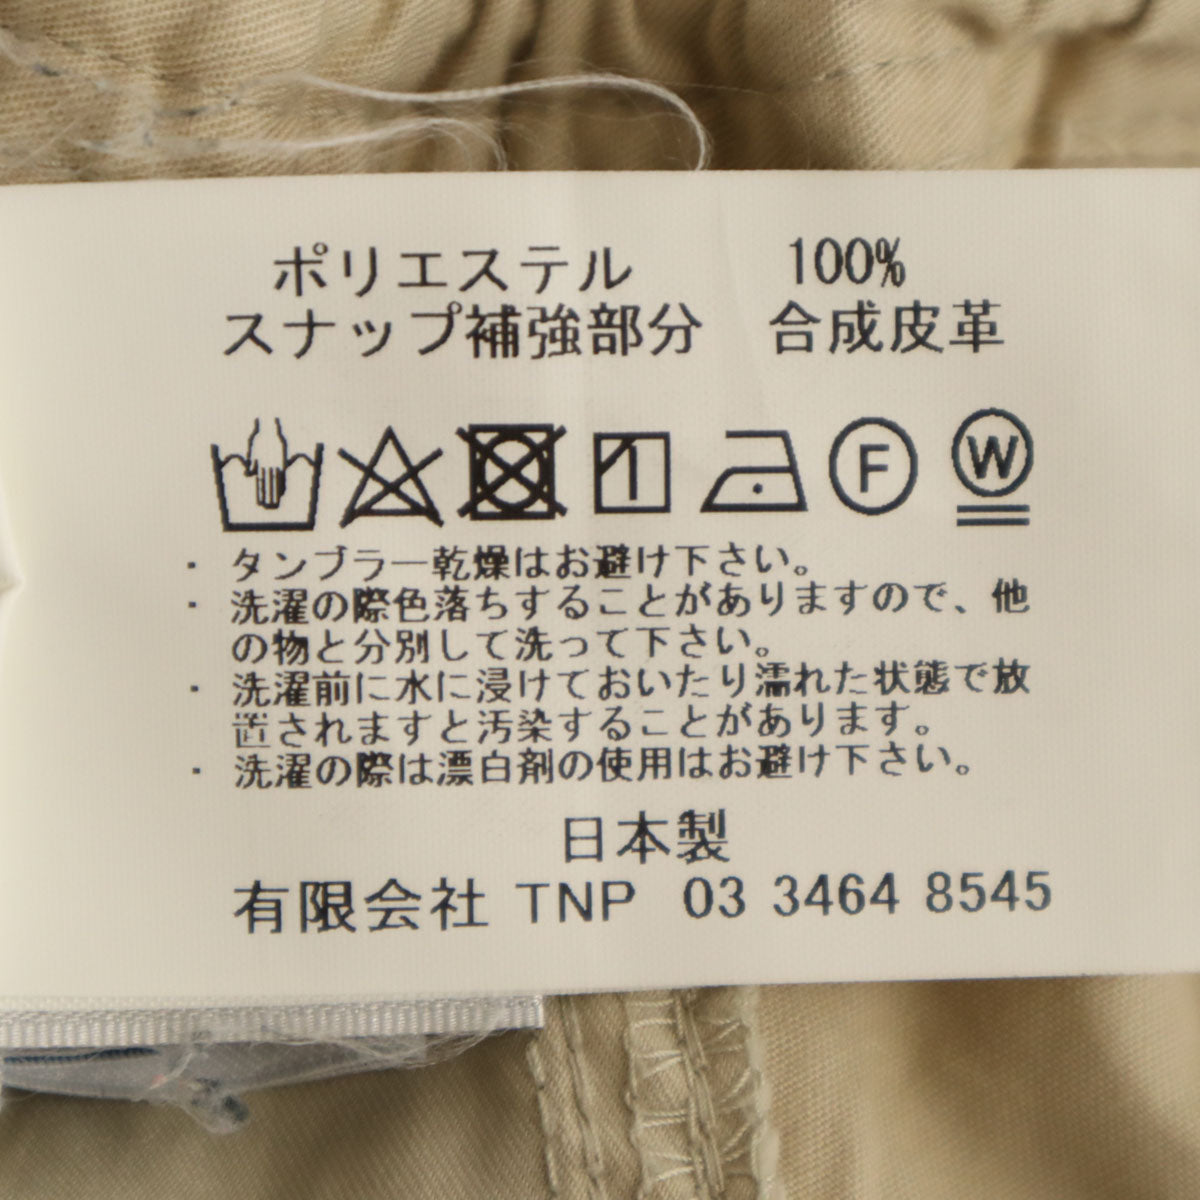 ポリエステル 100%
スナップ補強部分 合成皮革
F W
・タンブラー乾燥はお避け下さい。
・洗濯の際色落ちすることがありますので、他
の物と分別して洗って下さい。
・洗濯前に水に浸けておいたり濡れた状態で放
置されますと汚染することがあります。
・洗濯の際は漂白剤の使用はお避け下さい。
日本製
有限会社 TNP 03 3464 8545